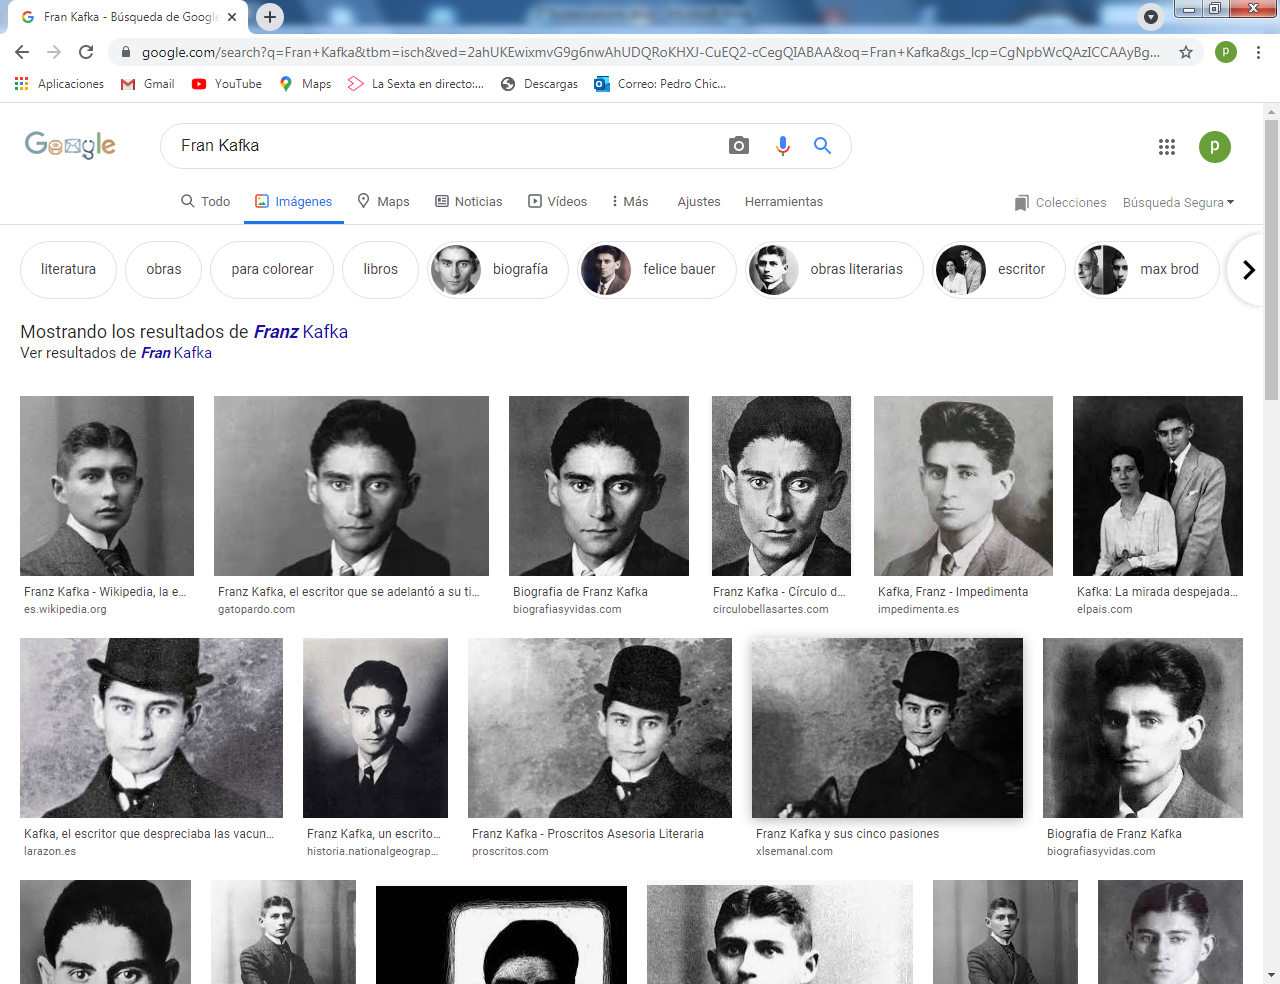 Fran Kafka - Búsqueda de Google
google.com/search?q=Fran+Kafka&tbm=isch&ved=2ahUKEwixmvG9g6nwAhUDQRoKHXJ-CuEQ2-cCegQIABAA&oq=Fran+Kafka&gs_lcp=CgNpbWcQAzICCAAyBg...
p
Aplicaciones
Gmail
YouTube
Maps
La Sexta en directo:...
Descargas
Correo: Pedro Chic...
Google
Fran Kafka
p
Todo
Imágenes
Maps
Noticias
Vídeos
Más
Ajustes
Herramientas
Colecciones
Búsqueda Segura
literatura
obras
para colorear
libros
biografía
felice bauer
obras literarias
escritor
max brod
Mostrando los resultados de Franz Kafka
Ver resultados de Fran Kafka
Franz Kafka - Wikipedia, la e...
es.wikipedia.org
Franz Kafka, el escritor que se adelantó a su ti...
gatopardo.com
Biografia de Franz Kafka
biografiasyvidas.com
Franz Kafka - Círculo d...
circulobellasartes.com
Kafka, Franz - Impedimenta
impedimenta.es
Kafka: La mirada despejada...
elpais.com
Kafka, el escritor que despreciaba las vacun...
larazon.es
Franz Kafka, un escrito...
historia.nationalgeograp...
Franz Kafka - Proscritos Asesoria Literaria
proscritos.com
Franz Kafka y sus cinco pasiones
xlsemanal.com
Biografia de Franz Kafka
biografiasyvidas.com